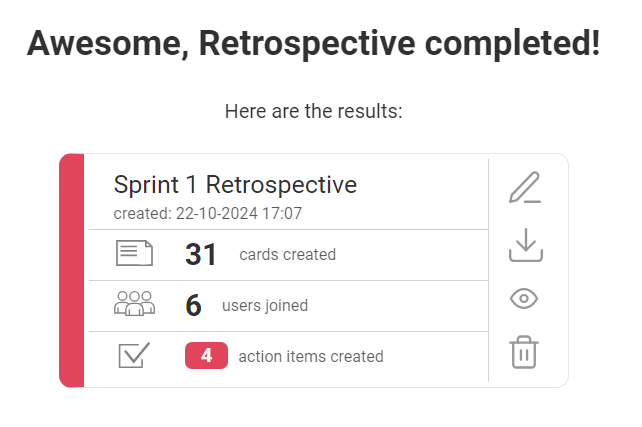 Awesome, Retrospective completed!
Here are the results:
Sprint 1 Retrospective
created: 22-10-2024 17:07
31 cards created
6 users joined
4 action items created